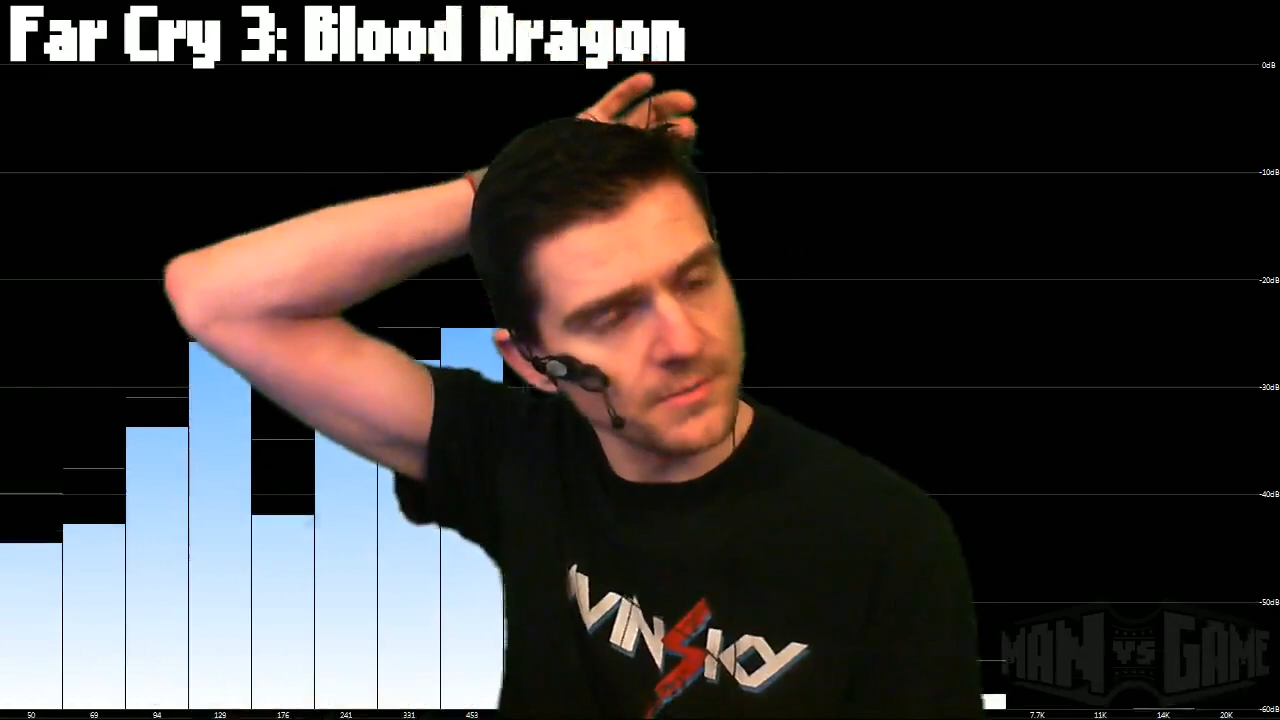 Far Cry 3: Blood Dragon
0dB
-10dB
-20dB
-30dB
-40dB
-50dB
MAN VS GAME
-60dB
50 69 94 129 176 241 331 453 7.7K 11K 14K 20K